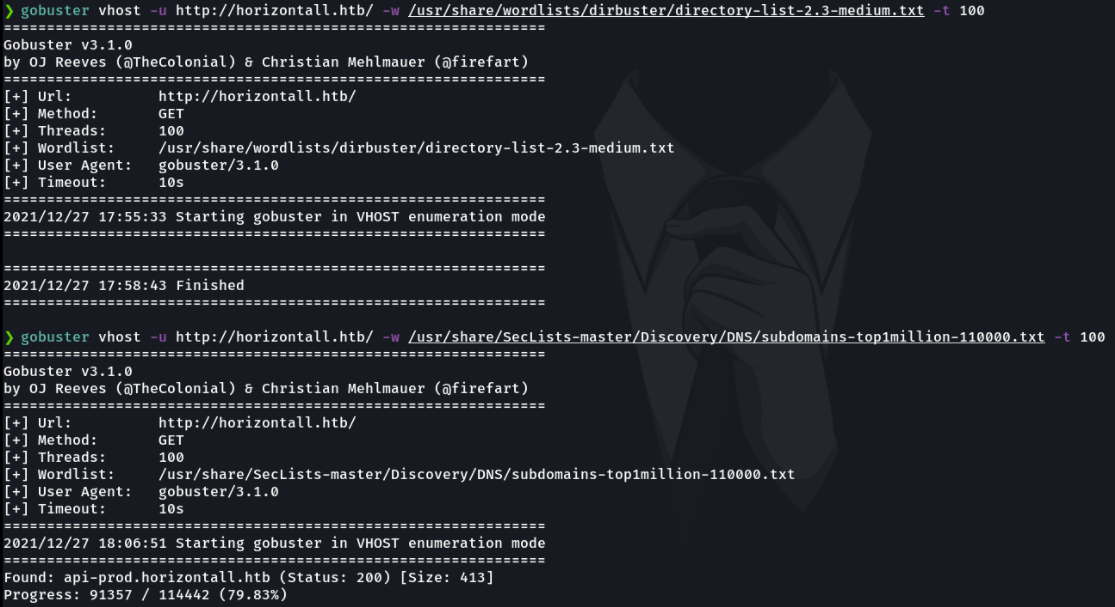 ❯ gobuster vhost -u http://horizontall.htb/ -w /usr/share/wordlists/dirbuster/directory-list-2.3-medium.txt -t 100
===============================================================
Gobuster v3.1.0
by OJ Reeves (@TheColonial) & Christian Mehlmauer (@firefart)
===============================================================
[+] Url:          http://horizontall.htb/
[+] Method:       GET
[+] Threads:      100
[+] Wordlist:     /usr/share/wordlists/dirbuster/directory-list-2.3-medium.txt
[+] User Agent:   gobuster/3.1.0
[+] Timeout:      10s
===============================================================
2021/12/27 17:55:33 Starting gobuster in VHOST enumeration mode
===============================================================

===============================================================
2021/12/27 17:58:43 Finished
===============================================================

❯ gobuster vhost -u http://horizontall.htb/ -w /usr/share/SecLists-master/Discovery/DNS/subdomains-top1million-110000.txt -t 100
===============================================================
Gobuster v3.1.0
by OJ Reeves (@TheColonial) & Christian Mehlmauer (@firefart)
===============================================================
[+] Url:          http://horizontall.htb/
[+] Method:       GET
[+] Threads:      100
[+] Wordlist:     /usr/share/SecLists-master/Discovery/DNS/subdomains-top1million-110000.txt
[+] User Agent:   gobuster/3.1.0
[+] Timeout:      10s
===============================================================
2021/12/27 18:06:51 Starting gobuster in VHOST enumeration mode
===============================================================
Found: api-prod.horizontall.htb (Status: 200) [Size: 413]
Progress: 91357 / 114442 (79.83%)